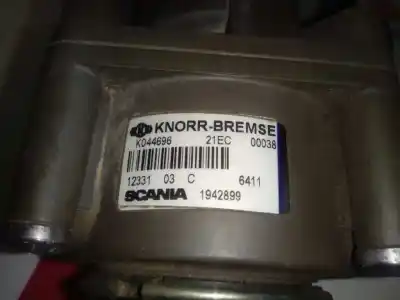 KNORR-BREMSE
K044696 21EC 00038
12331 03 C 6411
SCANIA 1942899